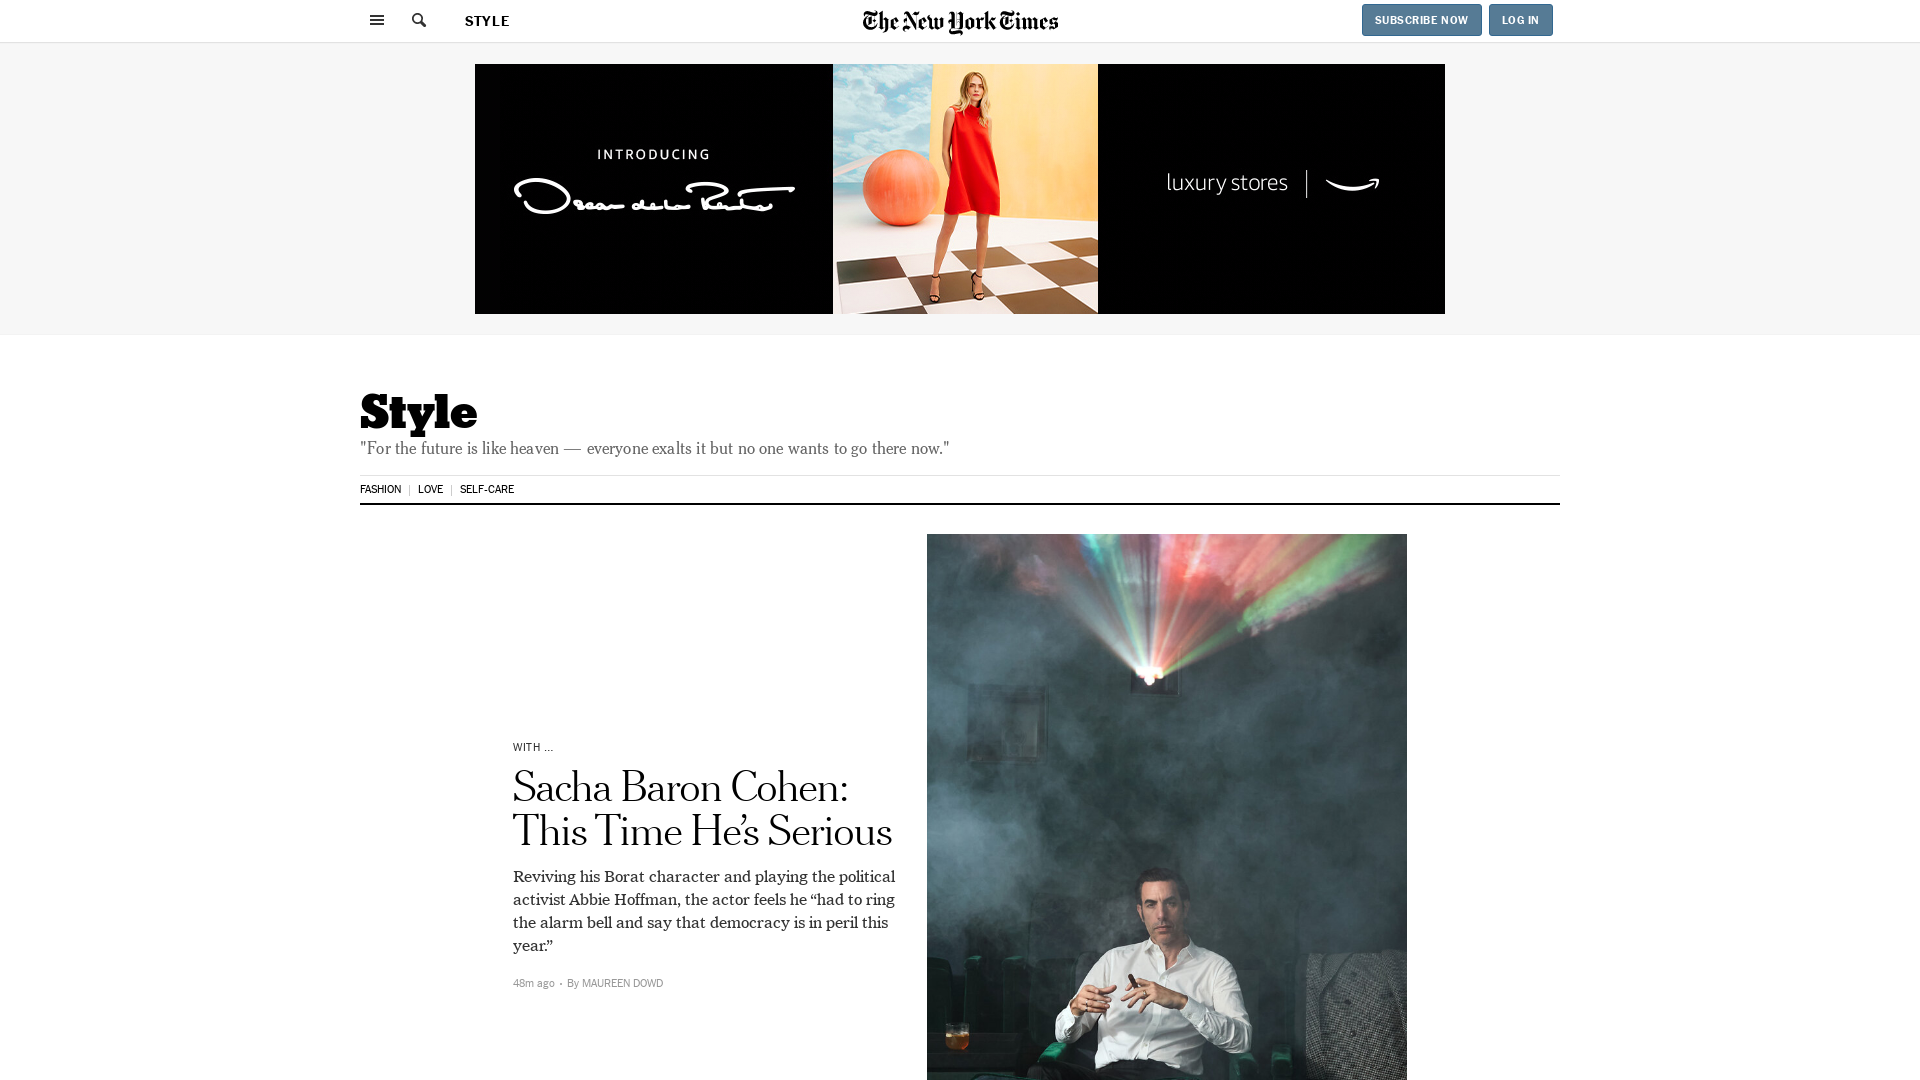 STYLE
The New York Times
SUBSCRIBE NOW
LOG IN
INTRODUCING
Oscar de la Renta
luxury stores
Style
"For the future is like heaven — everyone exalts it but no one wants to go there now."
FASHION | LOVE | SELF-CARE
WITH ...
Sacha Baron Cohen:
This Time He’s Serious
Reviving his Borat character and playing the political
activist Abbie Hoffman, the actor feels he “had to ring
the alarm bell and say that democracy is in peril this
year.”
48m ago • By MAUREEN DOWD